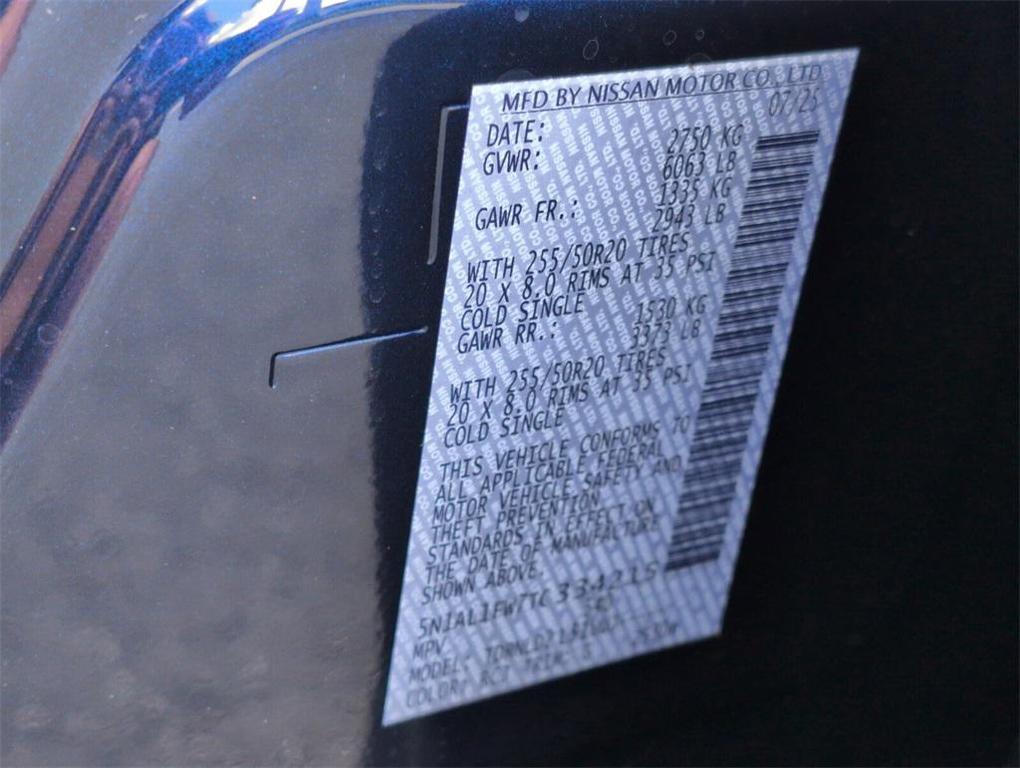 MFD BY NISSAN MOTOR CO., LTD
DATE: 07/25
GVWR: 2750 KG
6063 LB
GAWR FR.: 1335 KG
2943 LB
WITH 255/50R20 TIRES
20 X 8.0 RIMS AT 35 PSI
COLD SINGLE
GAWR RR.: 1530 KG
3373 LB
WITH 255/50R20 TIRES
20 X 8.0 RIMS AT 35 PSI
COLD SINGLE
THIS VEHICLE CONFORMS TO
ALL APPLICABLE FEDERAL
MOTOR VEHICLE SAFETY AND
THEFT PREVENTION
STANDARDS IN EFFECT ON
THE DATE OF MANUFACTURE
SHOWN ABOVE.
MPV
MODEL:
COLOR: